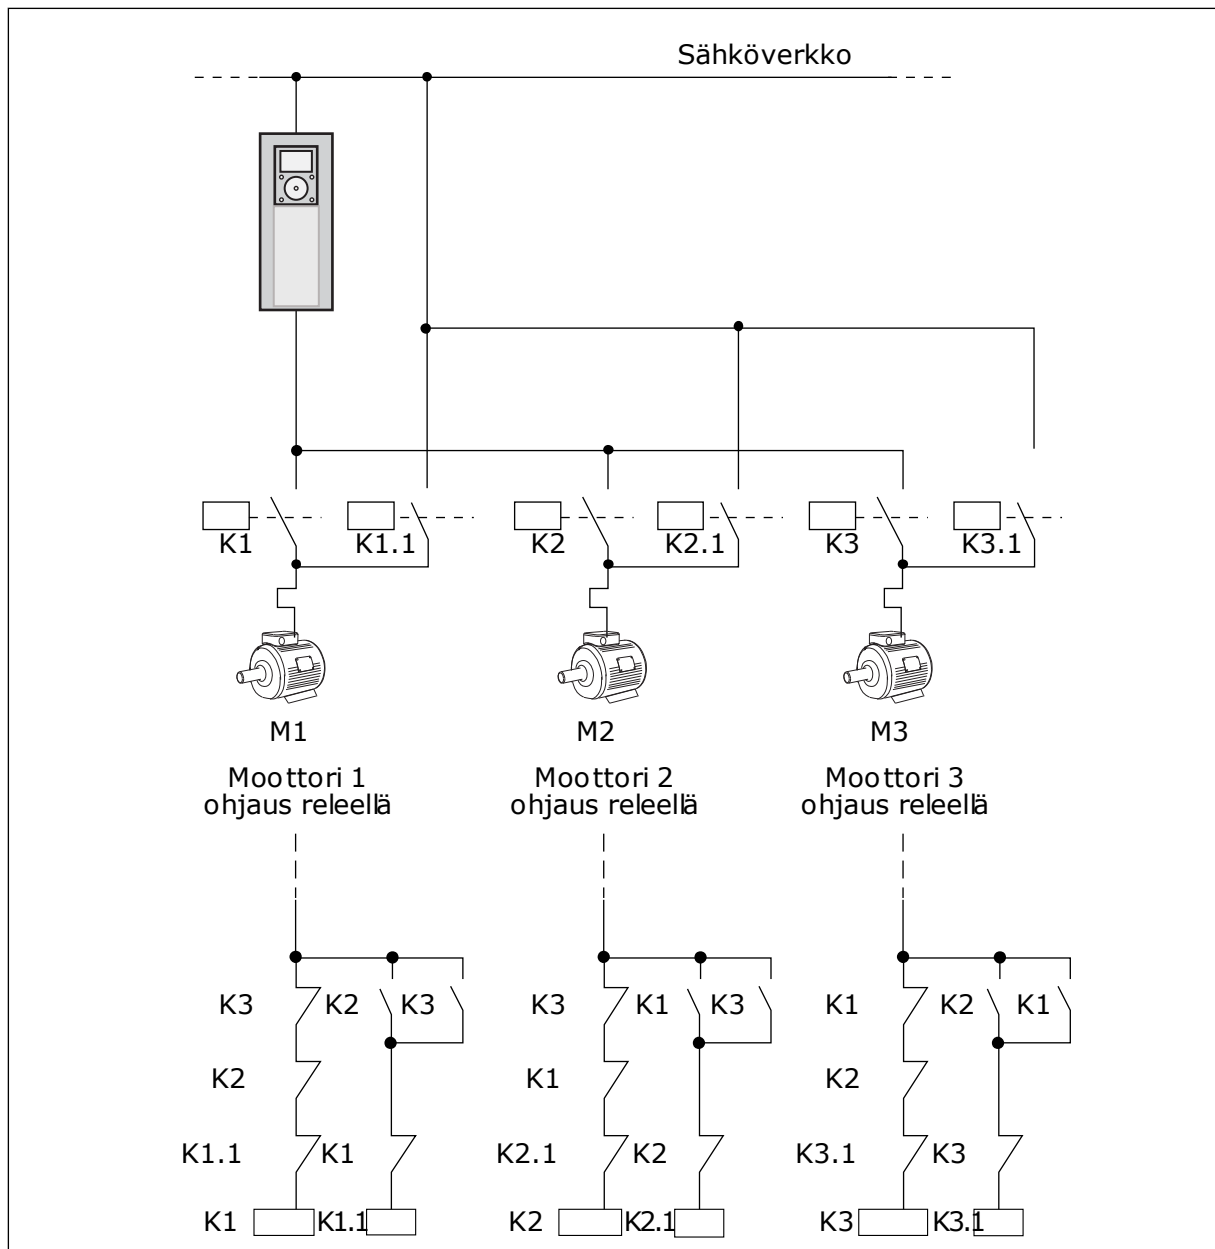 Sähköverkko
K1 K1.1 K2 K2.1 K3 K3.1
M1 M2 M3
Moottori 1 Moottori 2 Moottori 3
ohjaus releellä ohjaus releellä ohjaus releellä
K3 K2 K3 K3 K1 K3 K1 K2 K1
K2 K1 K2
K1.1 K1 K2.1 K2 K3.1 K3
K1 K1.1 K2 K2.1 K3 K3.1